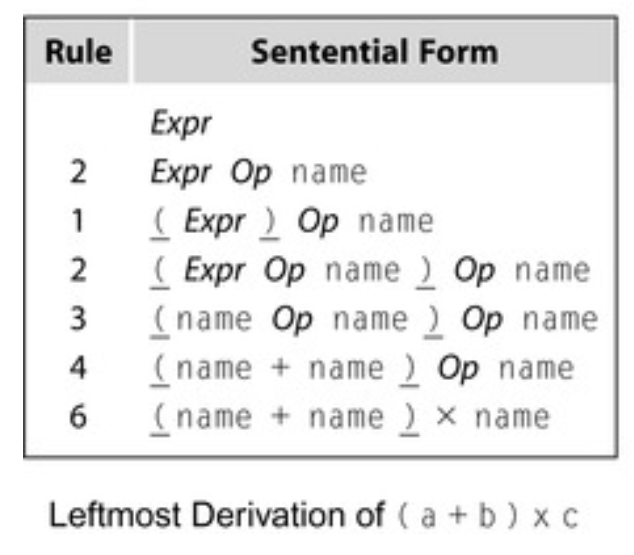 Rule Sentential Form
Expr
2 Expr Op name
1 ( Expr ) Op name
2 ( Expr Op name ) Op name
3 ( name Op name ) Op name
4 ( name + name ) Op name
6 ( name + name ) × name
Leftmost Derivation of ( a + b ) x c